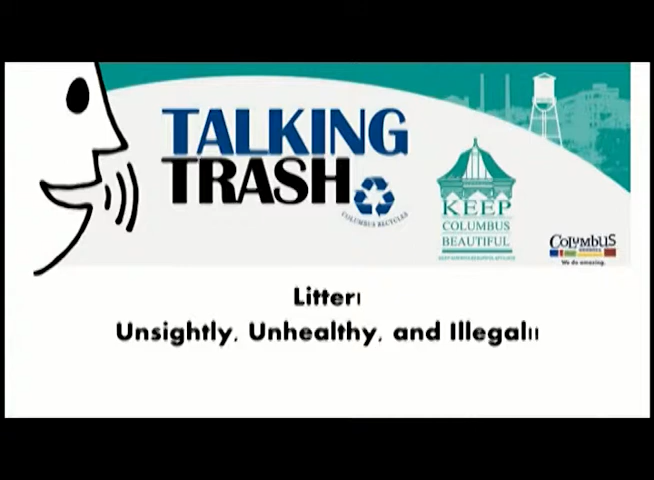 TALKING
TRASH
COLUMBUS RECYCLES
KEEP
COLUMBUS
BEAUTIFUL
COLUMBUS
We do amazing.
Litter:
Unsightly, Unhealthy, and Illegal!!